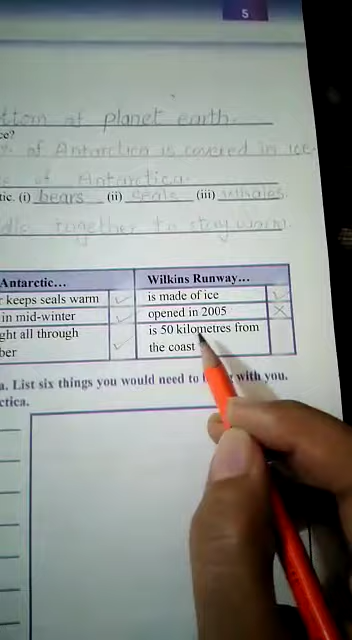 5
ttom of planet earth.
ce?
of Antarctica is covered in ice.
of Antarctica.
tic. (i) bears (ii) seals (iii) whales.
together to stay warm.
Antarctic... Wilkins Runway...
r keeps seals warm ✓ is made of ice ✓
in mid-winter ✓ opened in 2005 ✗
ght all through is 50 kilometres from
ber ✓ the coast
a. List six things you would need to with you.
ctica.